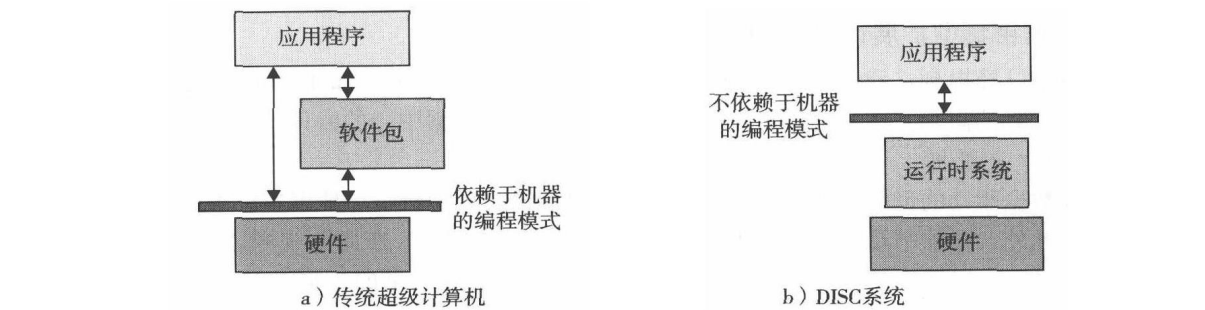 应用程序
软件包
依赖于机器
的编程模式
硬件
a）传统超级计算机
应用程序
不依赖于机器
的编程模式
运行时系统
硬件
b）DISC系统